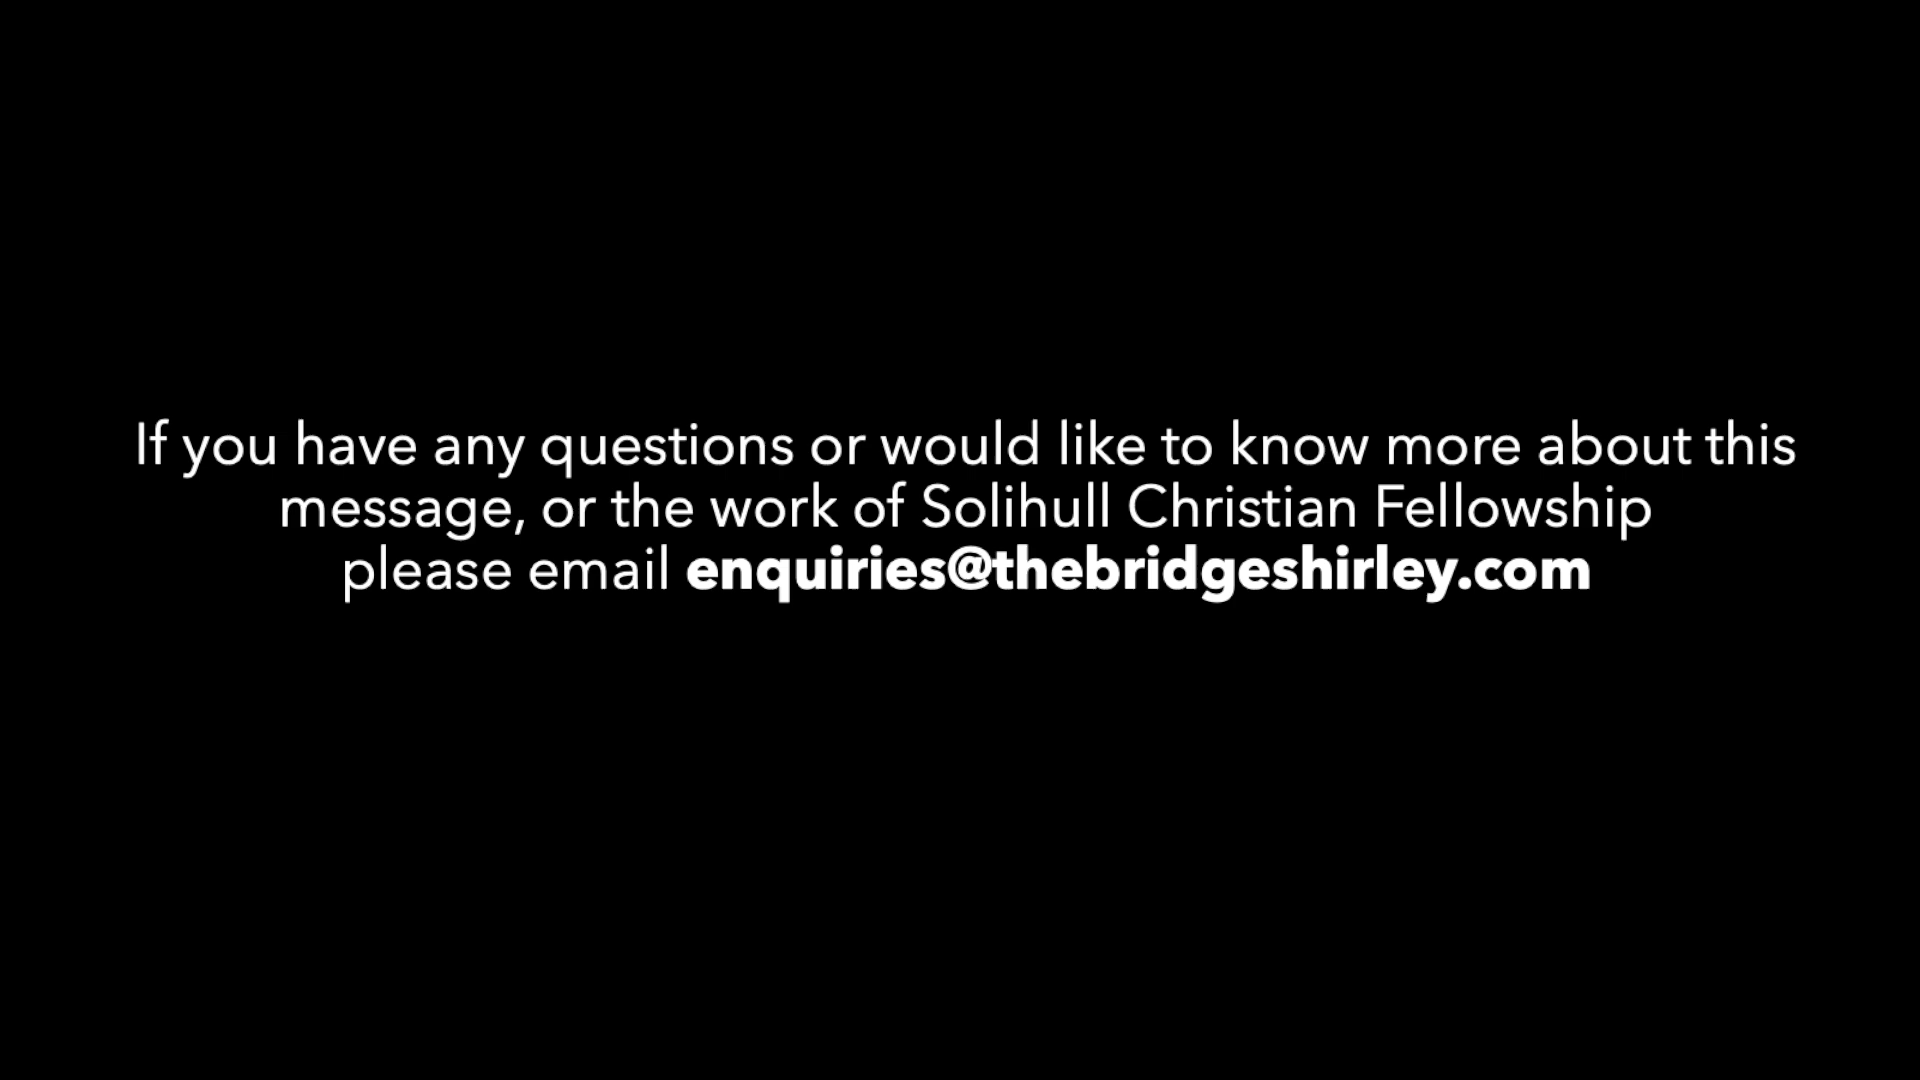 If you have any questions or would like to know more about this
message, or the work of Solihull Christian Fellowship
please email enquiries@thebridgeshirley.com